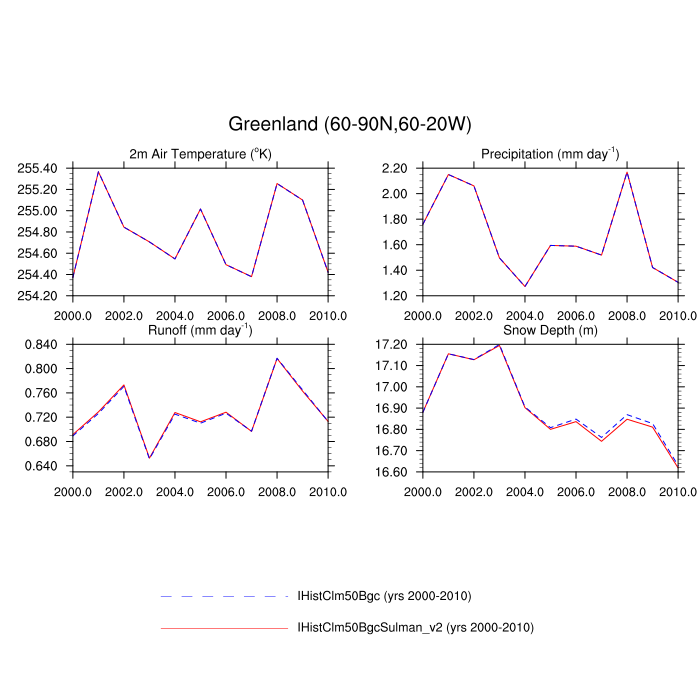 Greenland (60-90N,60-20W)
2m Air Temperature (°K)
255.40
255.20
255.00
254.80
254.60
254.40
254.20
2000.0 2002.0 2004.0 2006.0 2008.0 2010.0
Precipitation (mm day⁻¹)
2.20
2.00
1.80
1.60
1.40
1.20
2000.0 2002.0 2004.0 2006.0 2008.0 2010.0
Runoff (mm day⁻¹)
0.840
0.800
0.760
0.720
0.680
0.640
2000.0 2002.0 2004.0 2006.0 2008.0 2010.0
Snow Depth (m)
17.20
17.10
17.00
16.90
16.80
16.70
16.60
2000.0 2002.0 2004.0 2006.0 2008.0 2010.0
IHistClm50Bgc (yrs 2000-2010)
IHistClm50BgcSulman_v2 (yrs 2000-2010)